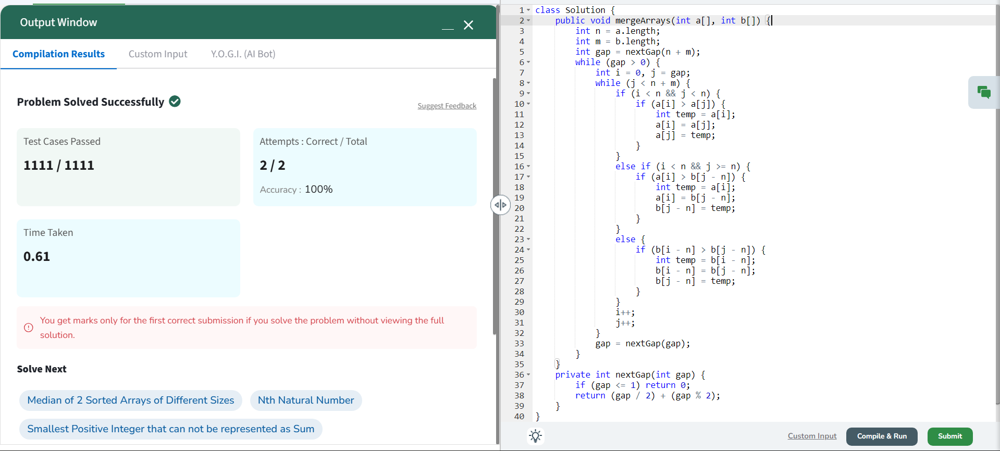 Output Window
Compilation Results
Custom Input
Y.O.G.I. (AI Bot)
Problem Solved Successfully
Suggest Feedback
Test Cases Passed
1111 / 1111
Attempts : Correct / Total
2 / 2
Accuracy : 100%
Time Taken
0.61
You get marks only for the first correct submission if you solve the problem without viewing the full
solution.
Solve Next
Median of 2 Sorted Arrays of Different Sizes
Nth Natural Number
Smallest Positive Integer that can not be represented as Sum
1 class Solution {
2 public void mergeArrays(int a[], int b[]) {
3 int n = a.length;
4 int m = b.length;
5 int gap = nextGap(n + m);
6 while (gap > 0) {
7 int i = 0, j = gap;
8 while (j < n + m) {
9 if (i < n && j < n) {
10 if (a[i] > a[j]) {
11 int temp = a[i];
12 a[i] = a[j];
13 a[j] = temp;
14 }
15 }
16 else if (i < n && j >= n) {
17 if (a[i] > b[j - n]) {
18 int temp = a[i];
19 a[i] = b[j - n];
20 b[j - n] = temp;
21 }
22 }
23 else {
24 if (b[i - n] > b[j - n]) {
25 int temp = b[i - n];
26 b[i - n] = b[j - n];
27 b[j - n] = temp;
28 }
29 }
30 i++;
31 j++;
32 }
33 gap = nextGap(gap);
34 }
35 }
36 private int nextGap(int gap) {
37 if (gap <= 1) return 0;
38 return (gap / 2) + (gap % 2);
39 }
40 }
Custom Input
Compile & Run
Submit